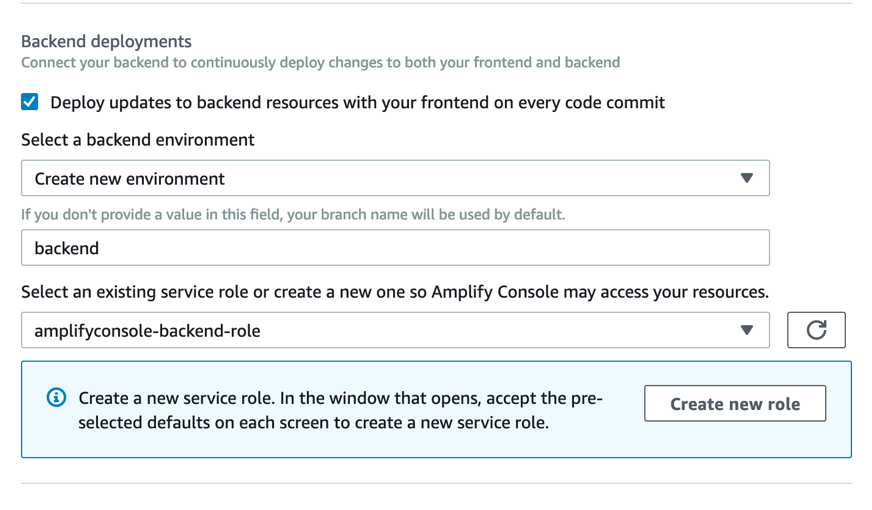 Backend deployments
Connect your backend to continuously deploy changes to both your frontend and backend
Deploy updates to backend resources with your frontend on every code commit
Select a backend environment
Create new environment
If you don't provide a value in this field, your branch name will be used by default.
backend
Select an existing service role or create a new one so Amplify Console may access your resources.
amplifyconsole-backend-role
Create a new service role. In the window that opens, accept the pre-
selected defaults on each screen to create a new service role.
Create new role